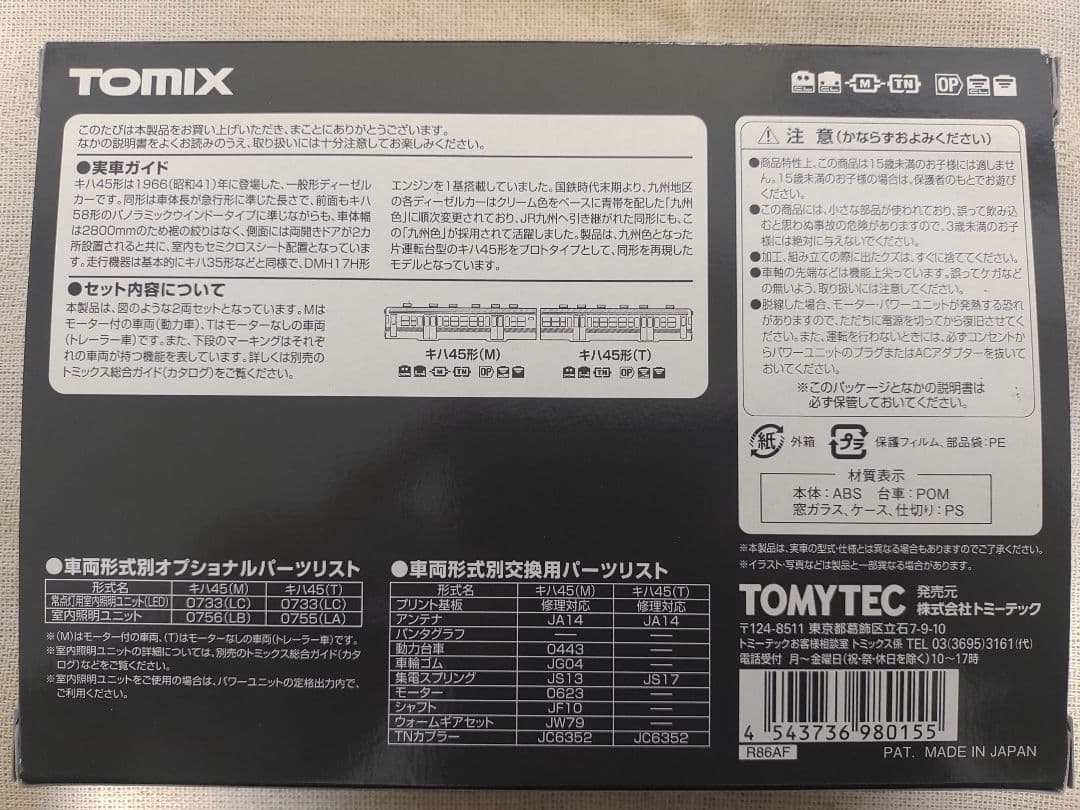 TOMIX
M TN OP
このたびは本製品をお買い上げいただき、まことにありがとうございます。
なかの説明書をよくお読みのうえ、取り扱いには十分注意してお楽しみください。
●実車ガイド
キハ45形は1966(昭和41)年に登場した、一般形ディーゼル
カーです。同形は車体長が急行形に準じた長さで、前面もキハ
58形のパノラミックウインドータイプに準じながらも、車体幅
は2800mmのため裾の絞りはなく、側面には両開きドアが2カ
所設置されると共に、室内もセミクロスシート配置となっていま
す。走行機器は基本的にキハ35形などと同様で、DMH17H形
エンジンを1基搭載していました。国鉄時代末期より、九州地区
の各ディーゼルカーはクリーム色をベースに青帯を配した「九州
色」に順次変更されており、JR九州へ引き継がれた同形にも、こ
の「九州色」が採用されて活躍しました。製品は、九州色となった
片運転台型のキハ45形をプロトタイプとして、同形を再現した
モデルとなっています。
●セット内容について
本製品は、図のような2両セットとなっています。Mは
モーター付の車両(動力車)、Tはモーターなしの車両
(トレーラー車)です。また、下段のマーキングはそれぞ
れの車両が持つ機能を表しています。詳しくは別売の
トミックス総合ガイド(カタログ)をご覧ください。
キハ45形(M) キハ45形(T)
M TN OP TN OP
注 意(かならずおよみください)
●商品特性上、この商品は15歳未満のお子様には適しませ
ん。15歳未満のお子様の場合は、保護者のもとでお遊び
ください。
●この商品には、小さな部品が使われており、誤って飲み込
むと思わぬ事故の危険がありますので、3歳未満のお子
様には絶対に与えないでください。
●加工、組み立ての際に出たクズは、すぐに捨ててください。
●車軸の先端などは機能上尖っています。誤ってケガなど
の無いよう、取り扱いには注意してください。
●脱線した場合、モーター・パワーユニットが発熱する恐れ
がありますので、ただちに電源を切ってから復旧させてく
ださい。また、運転を行わないときには、必ずコンセントか
らパワーユニットのプラグまたはACアダプターを抜いて
おいてください。
※このパッケージとなかの説明書は
必ず保管しておいてください。
紙 外箱 プラ 保護フィルム、部品袋:PE
材質表示
本体:ABS 台車:POM
窓ガラス、ケース、仕切り:PS
※本製品は、実車の型式・仕様とは異なる場合もありますのでご了承ください。
※イラスト・写真などは製品と一部異なる場合があります。
TOMYTEC 発売元
株式会社トミーテック
〒124-8511 東京都葛飾区立石7-9-10
トミーテックお客様相談室 トミックス係 TEL 03(3695)3161(代)
電話受付 月〜金曜日(祝・祭・休日を除く)10〜17時
4 543736 980155
R86AF
PAT. MADE IN JAPAN
●車両形式別オプショナルパーツリスト
形式名 キハ45(M) キハ45(T)
常点灯用室内照明ユニット(LED) 0733(LC) 0733(LC)
室内照明ユニット 0756(LB) 0755(LA)
※(M)はモーター付の車両、(T)はモーターなしの車両(トレーラー車)です。
※室内照明ユニットの詳細については、別売のトミックス総合ガイド(カタ
ログ)などをご覧ください。
※室内照明ユニットをご使用の場合は、パワーユニットの定格出力内で、
ご利用ください。
●車両形式別交換用パーツリスト
形式名 キハ45(M) キハ45(T)
プリント基板 修理対応 修理対応
アンテナ JA14 JA14
パンタグラフ — —
動力台車 0443 —
車輪ゴム JG04 —
集電スプリング JS13 JS17
モーター 0623 —
シャフト JF10 —
ウォームギアセット JW79 —
TNカプラー JC6352 JC6352